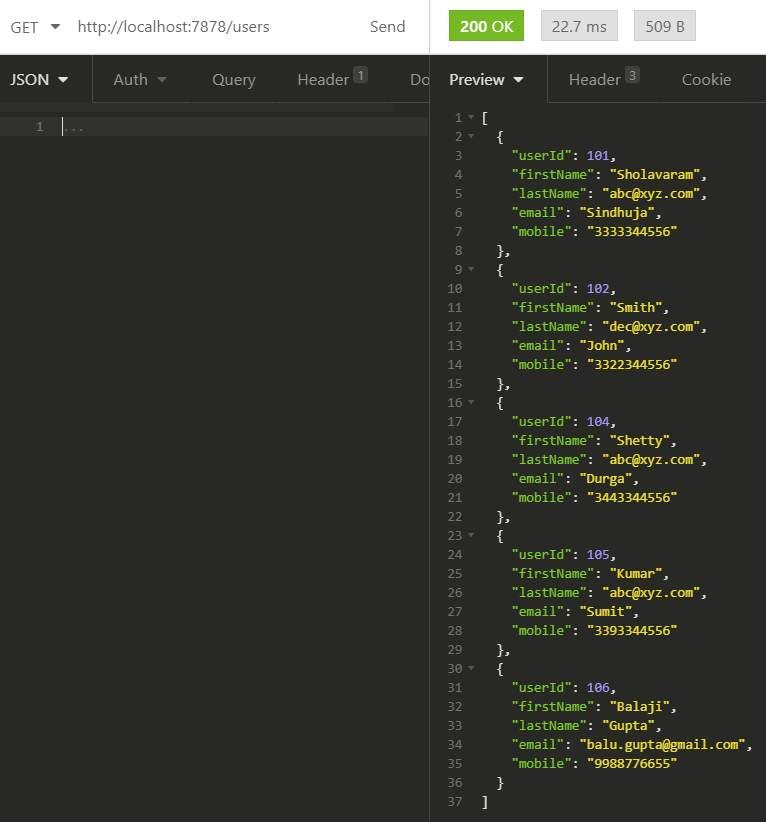 GET http://localhost:7878/users Send 200 OK 22.7 ms 509 B
JSON Auth Query Header 1 Do Preview Header 3 Cookie
1 ...
1 [
2 {
3 "userId": 101,
4 "firstName": "Sholavaram",
5 "lastName": "abc@xyz.com",
6 "email": "Sindhuja",
7 "mobile": "3333344556"
8 },
9 {
10 "userId": 102,
11 "firstName": "Smith",
12 "lastName": "dec@xyz.com",
13 "email": "John",
14 "mobile": "3322344556"
15 },
16 {
17 "userId": 104,
18 "firstName": "Shetty",
19 "lastName": "abc@xyz.com",
20 "email": "Durga",
21 "mobile": "3443344556"
22 },
23 {
24 "userId": 105,
25 "firstName": "Kumar",
26 "lastName": "abc@xyz.com",
27 "email": "Sumit",
28 "mobile": "3393344556"
29 },
30 {
31 "userId": 106,
32 "firstName": "Balaji",
33 "lastName": "Gupta",
34 "email": "balu.gupta@gmail.com",
35 "mobile": "9988776655"
36 }
37 ]